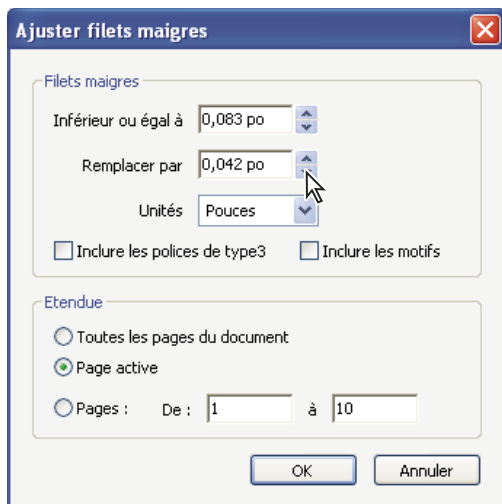 Ajuster filets maigres
Filets maigres
Inférieur ou égal à 0,083 po
Remplacer par 0,042 po
Unités Pouces
Inclure les polices de type3 Inclure les motifs
Etendue
Toutes les pages du document
Page active
Pages : De : 1 à 10
OK Annuler